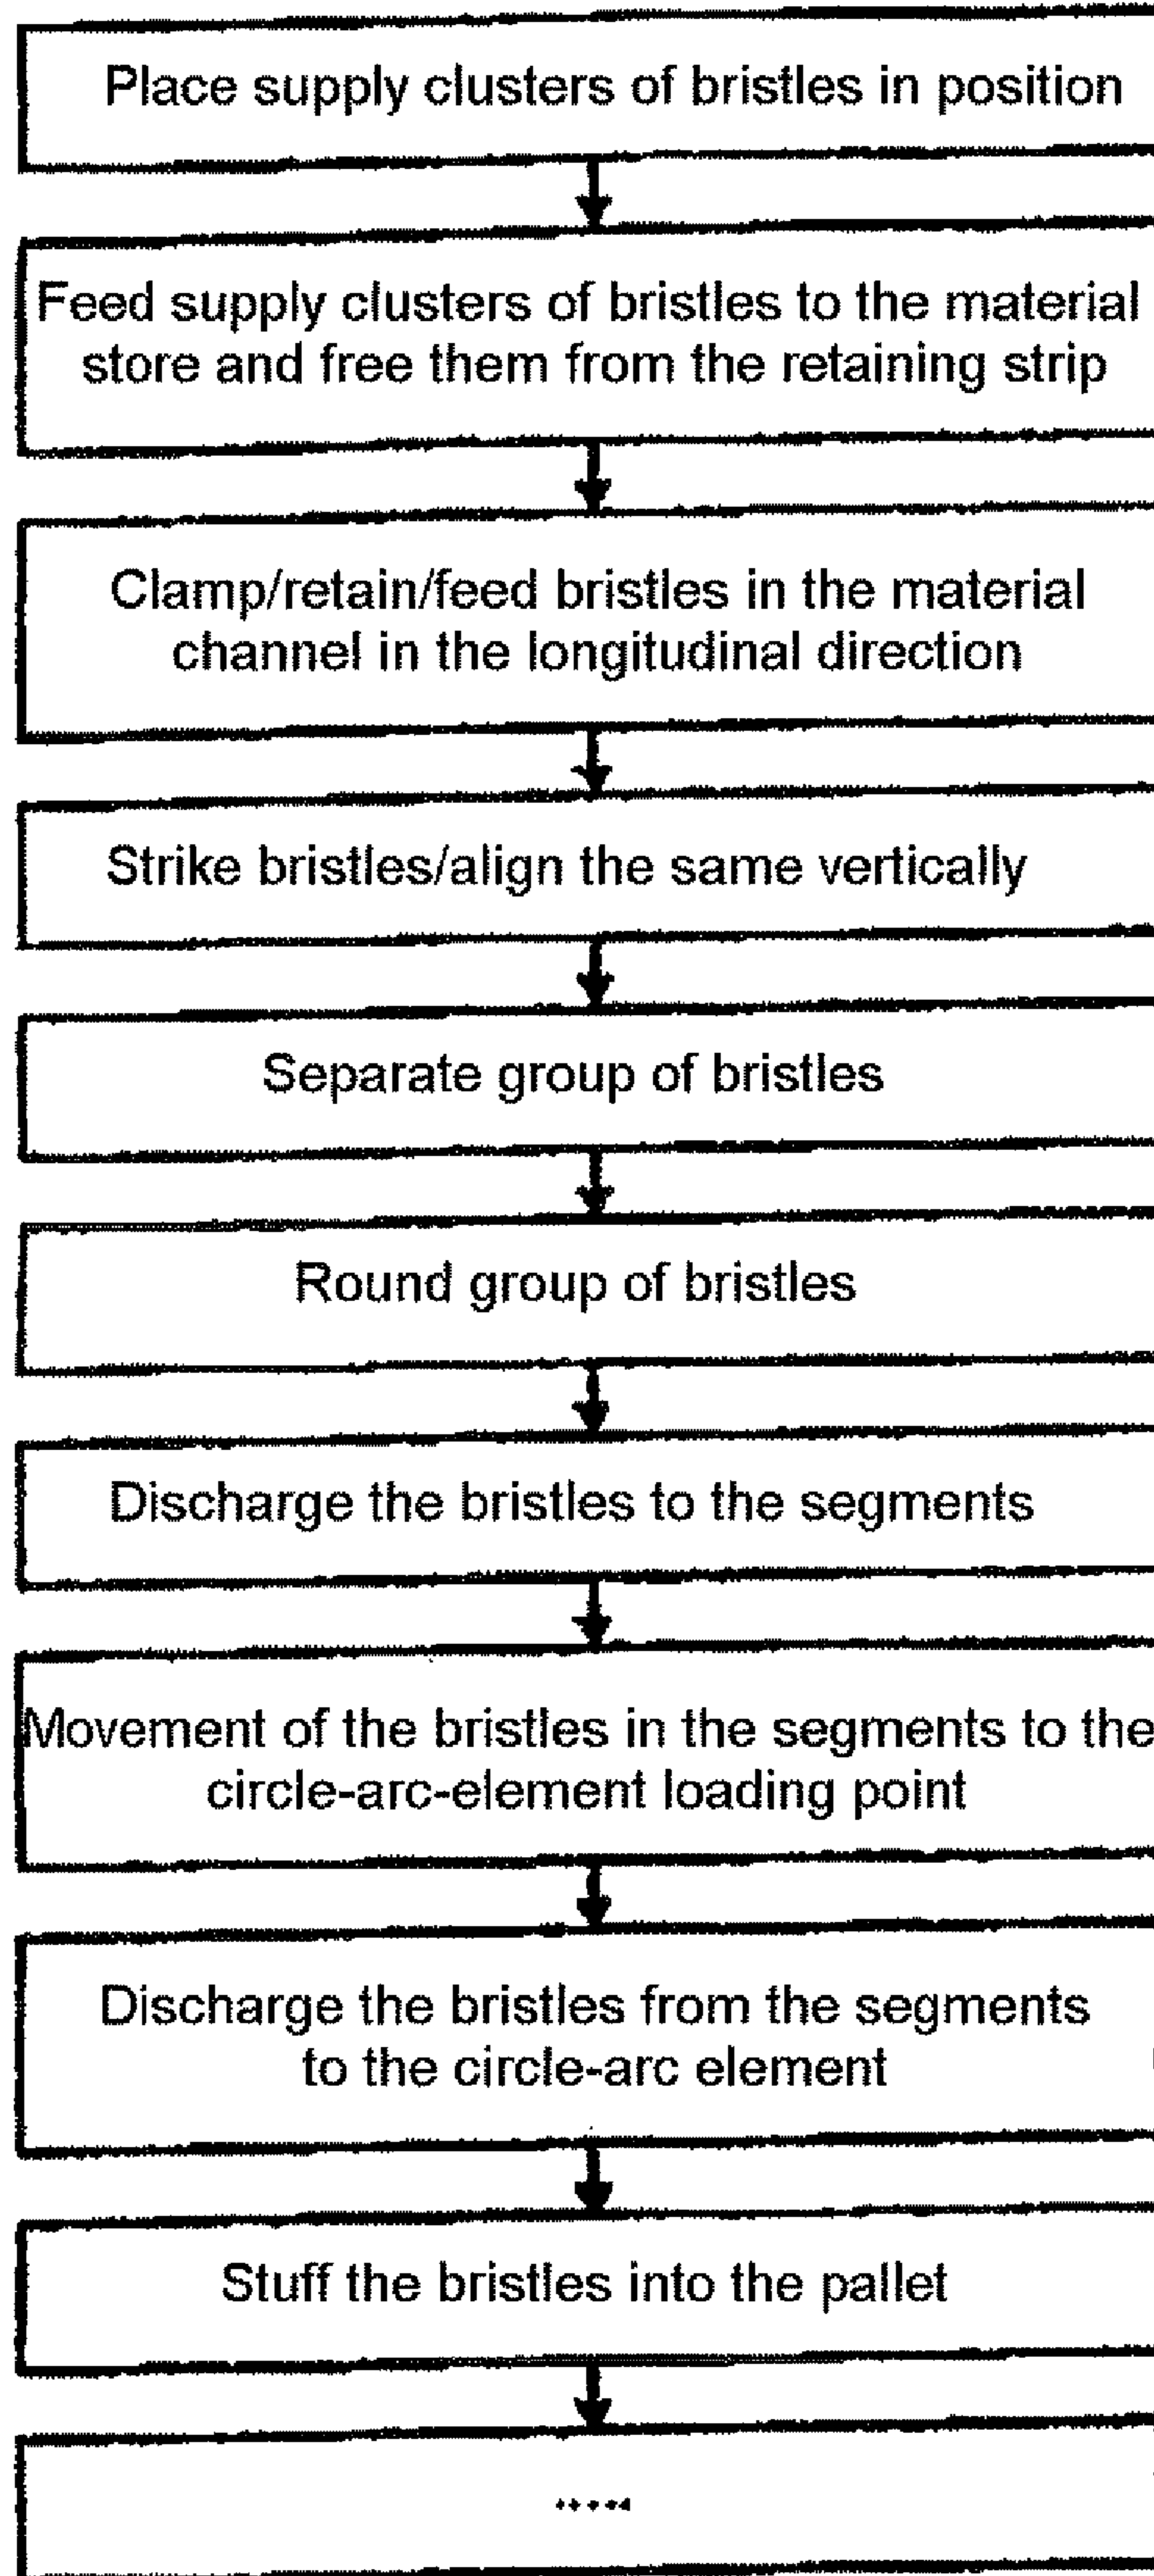 Place supply clusters of bristles in position
Feed supply clusters of bristles to the material
store and free them from the retaining strip
Clamp/retain/feed bristles in the material
channel in the longitudinal direction
Strike bristles/align the same vertically
Separate group of bristles
Round group of bristles
Discharge the bristles to the segments
Movement of the bristles in the segments to the
circle-arc-element loading point
Discharge the bristles from the segments
to the circle-arc element
Stuff the bristles into the pallet
.....